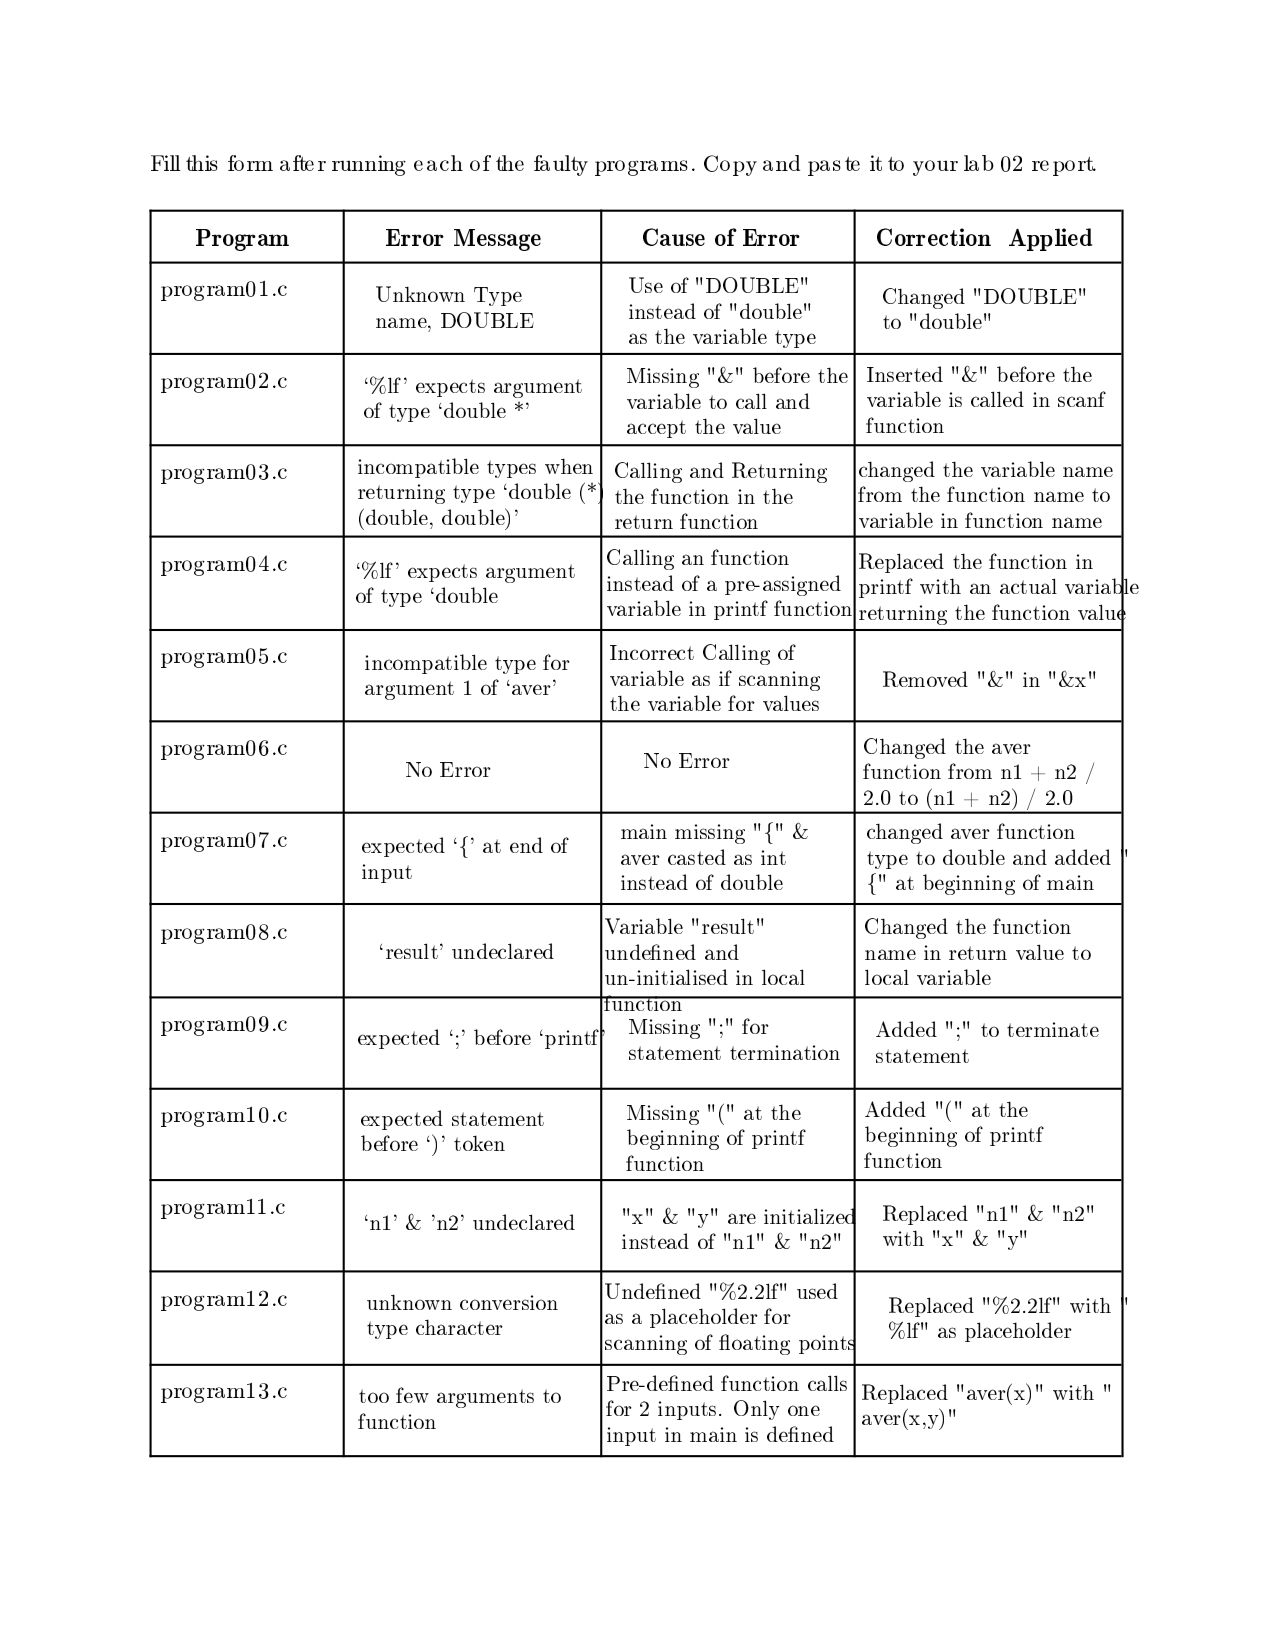 Fill this form after running each of the faulty programs. Copy and paste it to your lab 02 report.
Program Error Message Cause of Error Correction Applied
program01.c
Unknown Type
name, DOUBLE
Use of "DOUBLE"
instead of "double"
as the variable type
Changed "DOUBLE"
to "double"
program02.c
‘%lf’ expects argument
of type ‘double *’
Missing "&" before the
variable to call and
accept the value
Inserted "&" before the
variable is called in scanf
function
program03.c
incompatible types when
returning type ‘double (*)
(double, double)’
Calling and Returning
the function in the
return function
changed the variable name
from the function name to
variable in function name
program04.c
‘%lf’ expects argument
of type ‘double
Calling an function
instead of a pre-assigned
variable in printf function
Replaced the function in
printf with an actual variable
returning the function value
program05.c
incompatible type for
argument 1 of ‘aver’
Incorrect Calling of
variable as if scanning
the variable for values
Removed "&" in "&x"
program06.c
No Error
No Error
Changed the aver
function from n1 + n2 /
2.0 to (n1 + n2) / 2.0
program07.c
expected ‘{’ at end of
input
main missing "{" &
aver casted as int
instead of double
changed aver function
type to double and added "
{" at beginning of main
program08.c
‘result’ undeclared
Variable "result"
undefined and
un-initialised in local
function
Changed the function
name in return value to
local variable
program09.c
expected ‘;’ before ‘printf’
Missing ";" for
statement termination
Added ";" to terminate
statement
program10.c
expected statement
before ‘)’ token
Missing "(" at the
beginning of printf
function
Added "(" at the
beginning of printf
function
program11.c
‘n1’ & ’n2’ undeclared
"x" & "y" are initialized
instead of "n1" & "n2"
Replaced "n1" & "n2"
with "x" & "y"
program12.c
unknown conversion
type character
Undefined "%2.2lf" used
as a placeholder for
scanning of floating points
Replaced "%2.2lf" with "
%lf" as placeholder
program13.c
too few arguments to
function
Pre-defined function calls
for 2 inputs. Only one
input in main is defined
Replaced "aver(x)" with "
aver(x,y)"